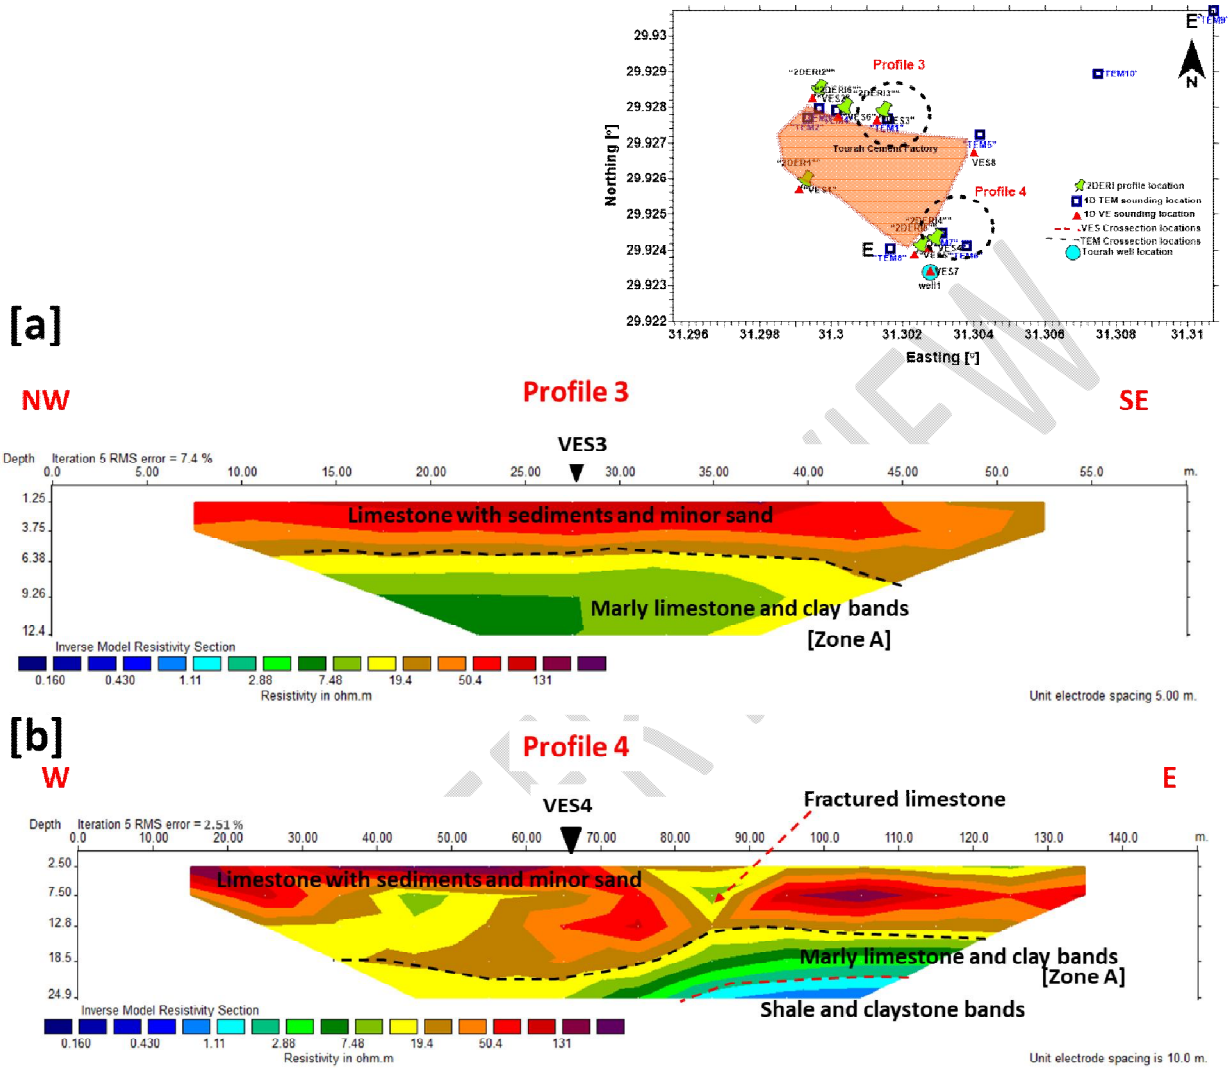 29.93
29.929
29.928
29.927
29.926
29.925
29.924
29.923
29.922
Northing [°]
31.296
31.298
31.3
31.302
31.304
31.306
31.308
31.31
Easting [°]
E`
"TEM9"
N
Profile 3
"TEM10"
"2DERI2""
"2DERI6""
"2DERI3""
"TEM2"
"TEM1"
VES3"
Tourah Cement Factory
"TEM5"
VES8
"2DERI1""
"VES1"
Profile 4
"2DERI4""
E
"TEM8"
"TEM6"
VES7
well1
2DERI profile location
1D TEM sounding location
1D VE sounding location
VES Crossection locations
TEM Crossection locations
Tourah well location
[a]
NW
Profile 3
SE
VES3
Depth Iteration 5 RMS error = 7.4 %
0.0 5.00 10.00 15.00 20.00 25.00 30.00 35.00 40.00 45.00 50.0 55.0 m.
1.25
3.75
6.38
9.26
12.4
Limestone with sediments and minor sand
Marly limestone and clay bands
[Zone A]
Inverse Model Resistivity Section
0.160 0.430 1.11 2.88 7.48 19.4 50.4 131
Resistivity in ohm.m
Unit electrode spacing 5.00 m.
[b]
Profile 4
W
E
VES4
Fractured limestone
Depth Iteration 5 RMS error = 2.51 %
0.0 10.00 20.00 30.00 40.00 50.00 60.00 70.00 80.00 90.00 100.0 110.0 120.0 130.0 140.0 m.
2.50
7.50
12.8
18.5
24.9
Limestone with sediments and minor sand
Marly limestone and clay bands
[Zone A]
Shale and claystone bands
Inverse Model Resistivity Section
0.160 0.430 1.11 2.88 7.48 19.4 50.4 131
Resistivity in ohm.m
Unit electrode spacing is 10.0 m.